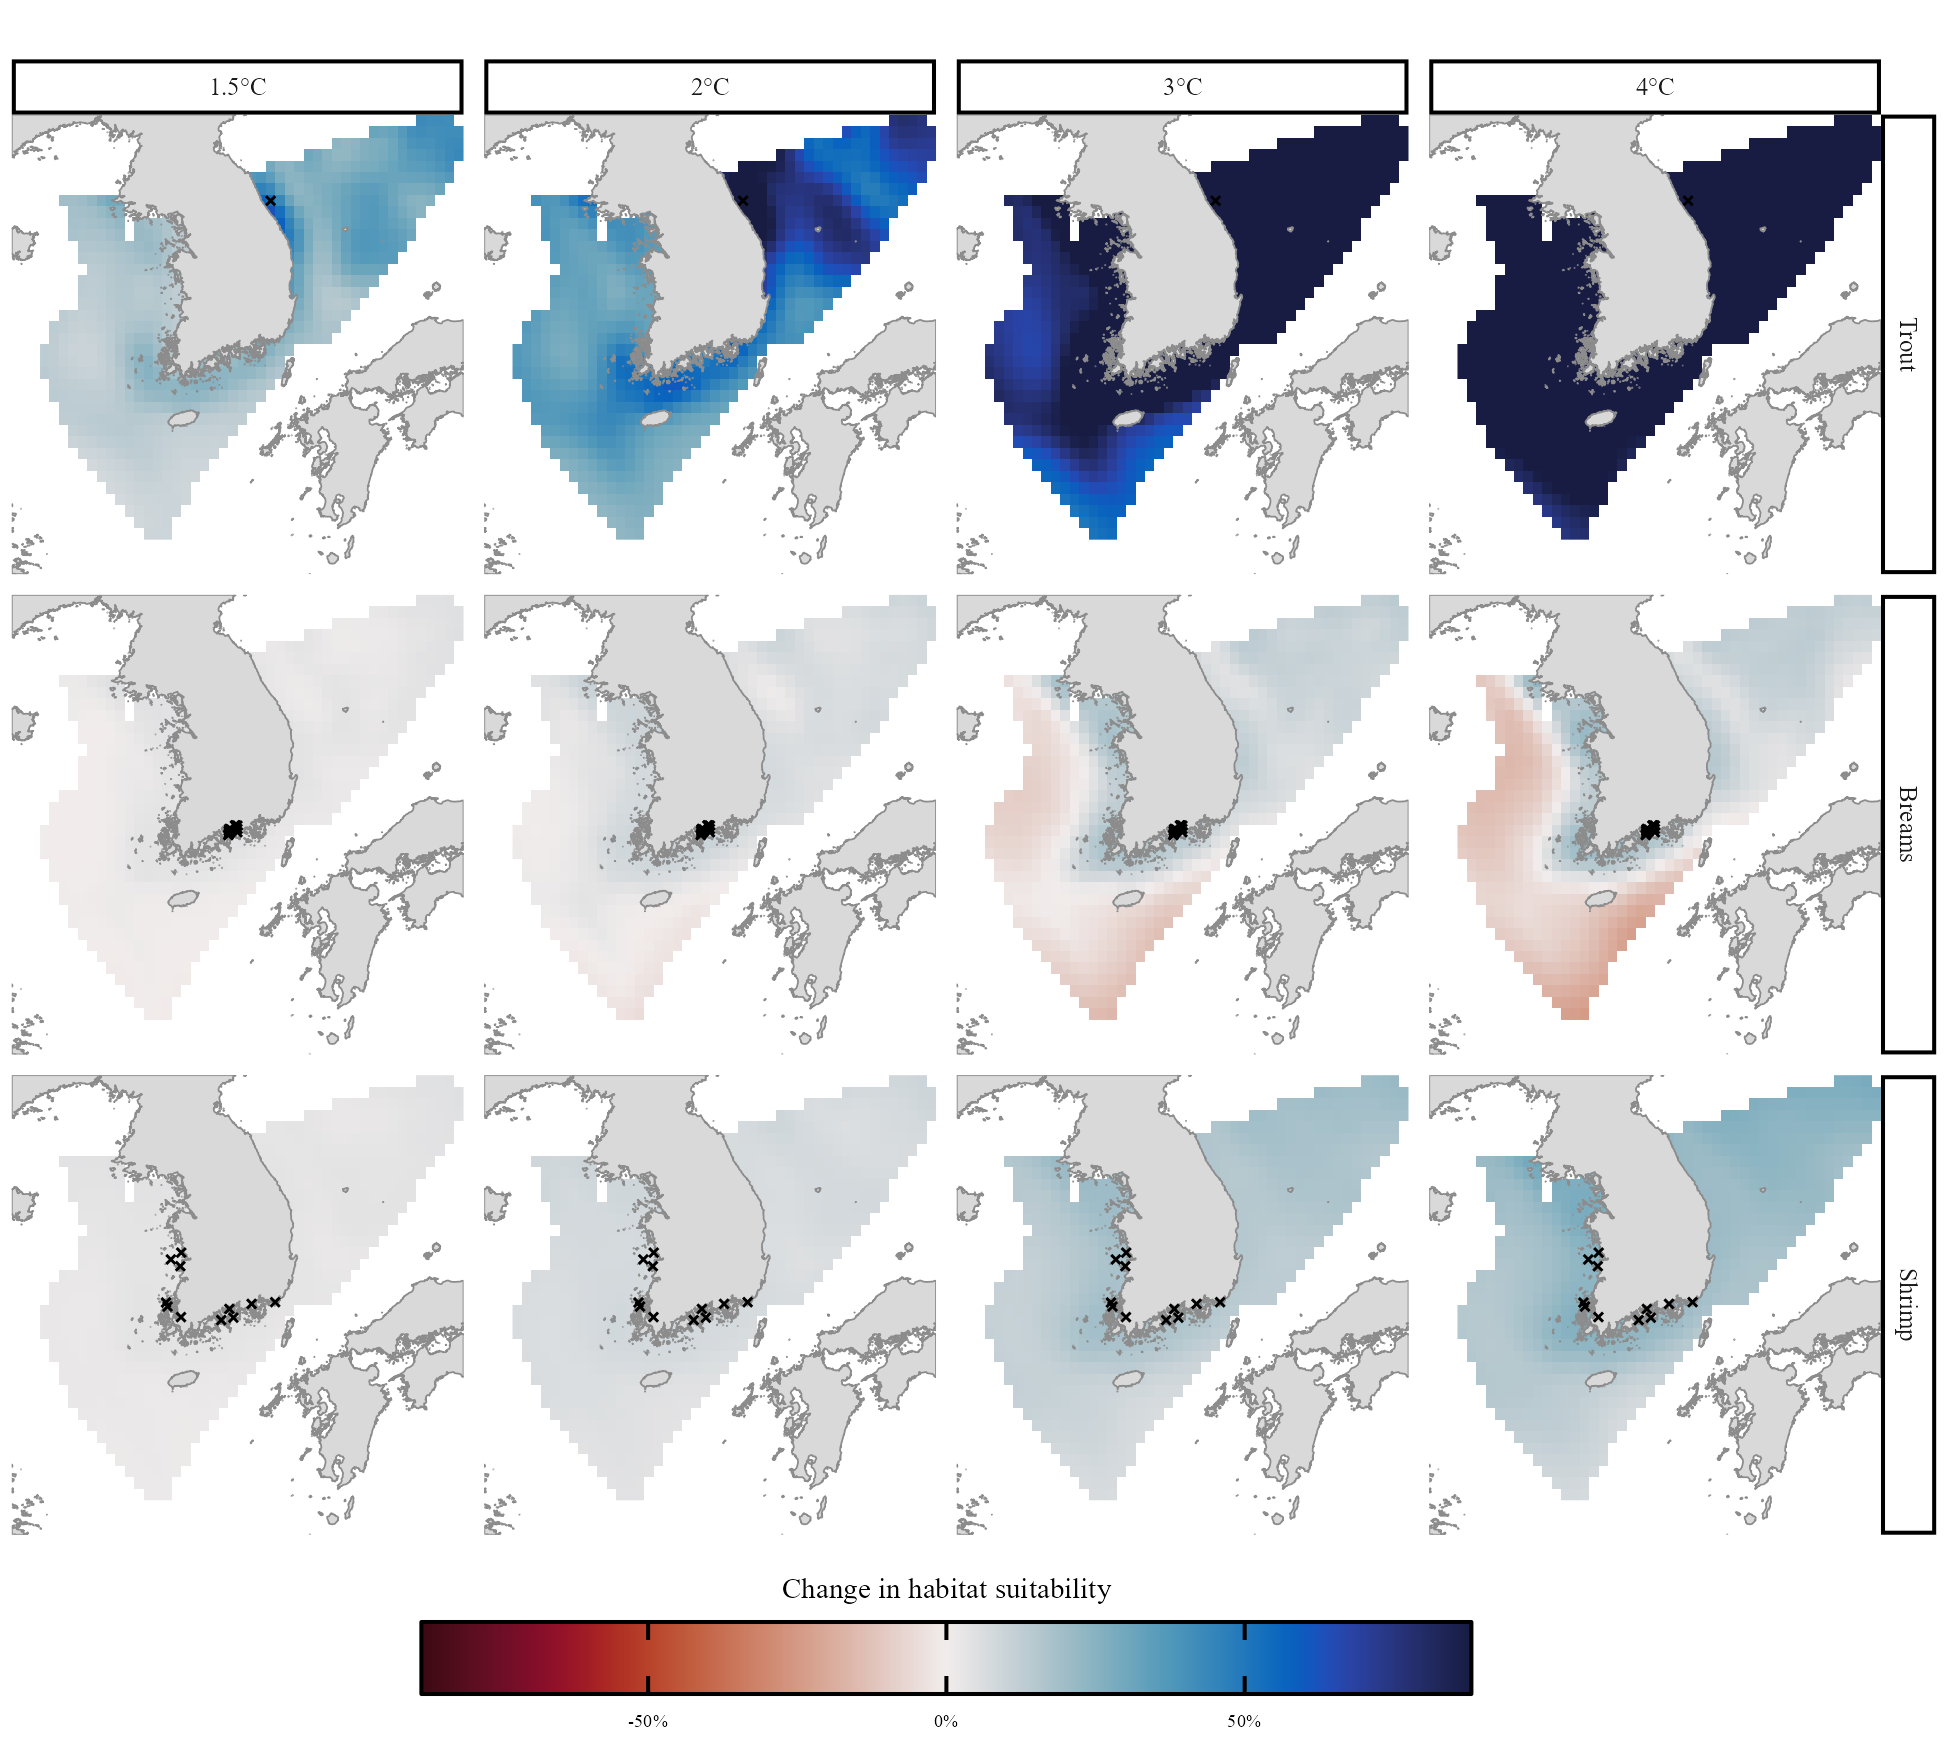 1.5°C
2°C
3°C
4°C
Trout
Breams
Shrimp
Change in habitat suitability
-50%
0%
50%